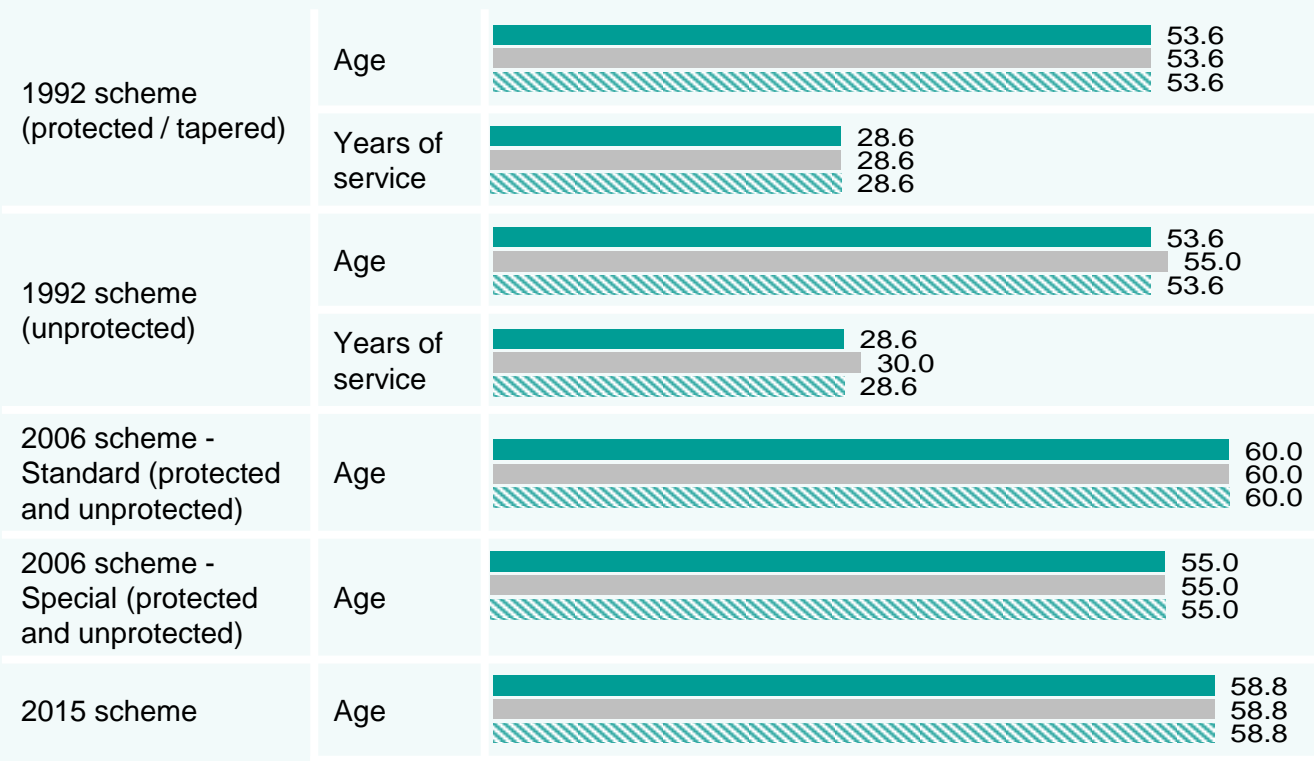 1992 scheme
(protected / tapered)
Age
53.6
53.6
53.6
Years of
service
28.6
28.6
28.6
1992 scheme
(unprotected)
Age
53.6
55.0
53.6
Years of
service
28.6
30.0
28.6
2006 scheme -
Standard (protected
and unprotected)
Age
60.0
60.0
60.0
2006 scheme -
Special (protected
and unprotected)
Age
55.0
55.0
55.0
2015 scheme
Age
58.8
58.8
58.8